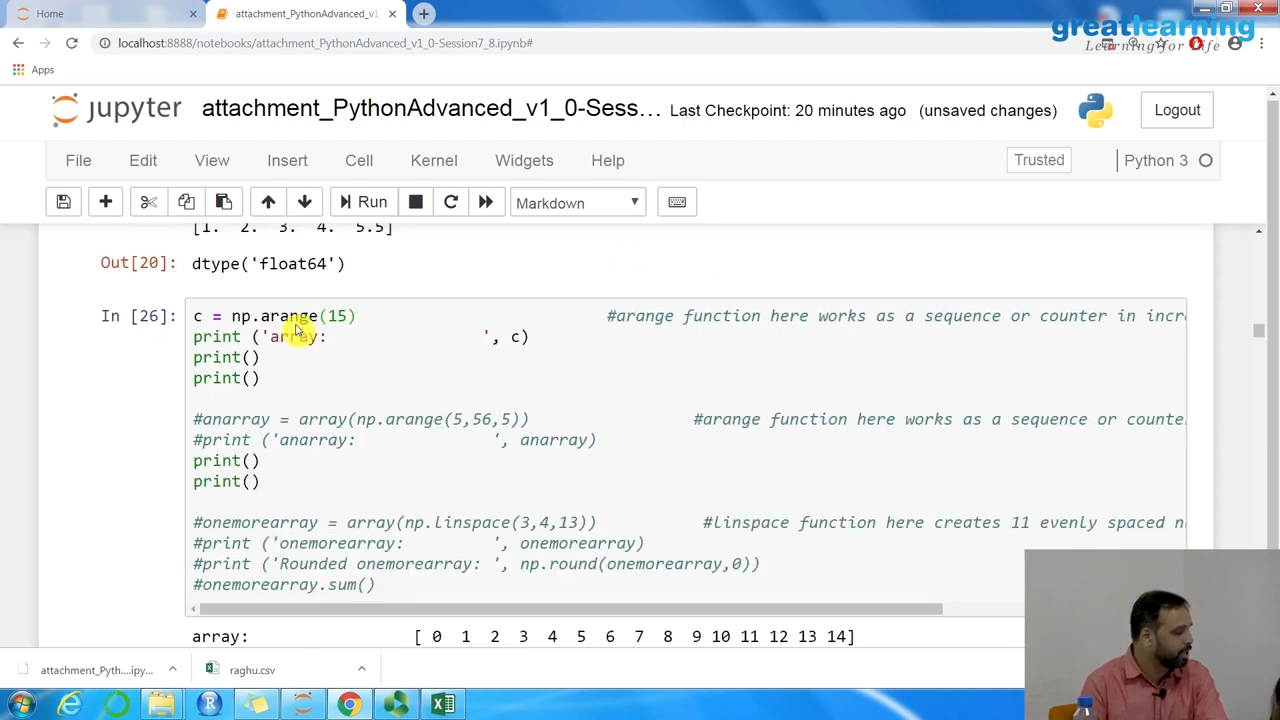 Home
attachment_PythonAdvanced_v1_
greatlearning
Learning for Life
localhost:8888/notebooks/attachment_PythonAdvanced_v1_0-Session7_8.ipynb#
Apps
jupyter
attachment_PythonAdvanced_v1_0-Sess...
Last Checkpoint: 20 minutes ago (unsaved changes)
Logout
File Edit View Insert Cell Kernel Widgets Help
Trusted
Python 3
Run
Markdown
[1. 2. 3. 4. 5.5]
Out[20]: dtype('float64')
In [26]: c = np.arange(15) #arange function here works as a sequence or counter in incr
print ('array: ', c)
print()
print()
#anarray = array(np.arange(5,56,5)) #arange function here works as a sequence or counte
#print ('anarray: ', anarray)
print()
print()
#onemorearray = array(np.linspace(3,4,13)) #linspace function here creates 11 evenly spaced n
#print ('onemorearray: ', onemorearray)
#print ('Rounded onemorearray: ', np.round(onemorearray,0))
#onemorearray.sum()
array: [ 0 1 2 3 4 5 6 7 8 9 10 11 12 13 14]
attachment_Pyth....ipy...
raghu.csv